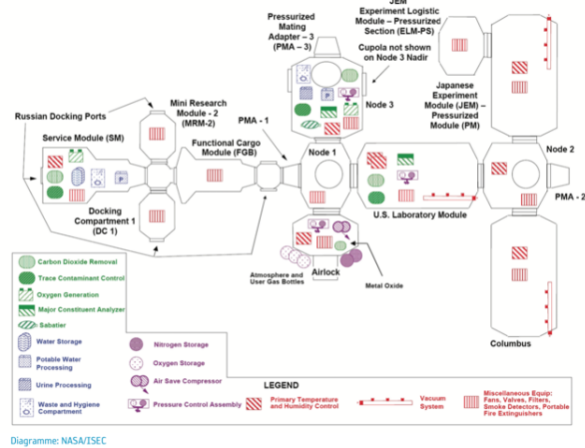 JEM
Experiment Logistic
Module – Pressurized
Section (ELM-PS)
Pressurized
Mating
Adapter – 3
(PMA – 3)
Cupola not shown
on Node 3 Nadir
Japanese
Experiment
Module (JEM) –
Pressurized
Module (PM)
Russian Docking Ports
Mini Research
Module - 2
(MRM-2)
PMA - 1
Node 3
Service Module (SM)
Functional Cargo
Module (FGB)
Node 1
Node 2
PMA - 2
Docking
Compartment 1
(DC 1)
U.S. Laboratory Module
Atmosphere and
User Gas Bottles
Airlock
Metal Oxide
Columbus
Carbon Dioxide Removal
Trace Contaminant Control
Oxygen Generation
Major Constituent Analyzer
Sabatier
Water Storage
Potable Water
Processing
Urine Processing
Waste and Hygiene
Compartment
Nitrogen Storage
Oxygen Storage
Air Save Compressor
Pressure Control Assembly
LEGEND
Primary Temperature
and Humidity Control
Vacuum
System
Miscellaneous Equip:
Fans, Valves, Filters,
Smoke Detectors, Portable
Fire Extinguishers
Diagramme: NASA/ISEC